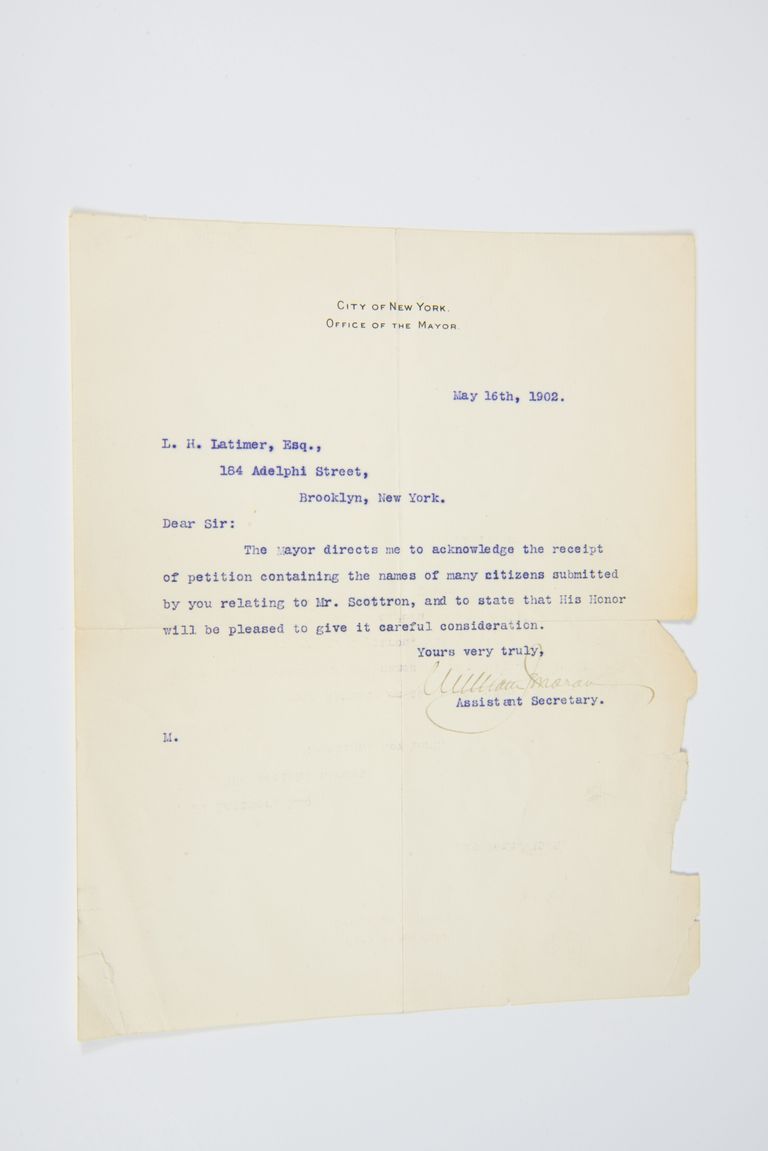 CITY OF NEW YORK.
OFFICE OF THE MAYOR.
May 16th, 1902.
L. H. Latimer, Esq.,
184 Adelphi Street,
Brooklyn, New York.
Dear Sir:
The Mayor directs me to acknowledge the receipt
of petition containing the names of many citizens submitted
by you relating to Mr. Scottron, and to state that His Honor
will be pleased to give it careful consideration.
Yours very truly,
William J Moran
Assistant Secretary.
M.